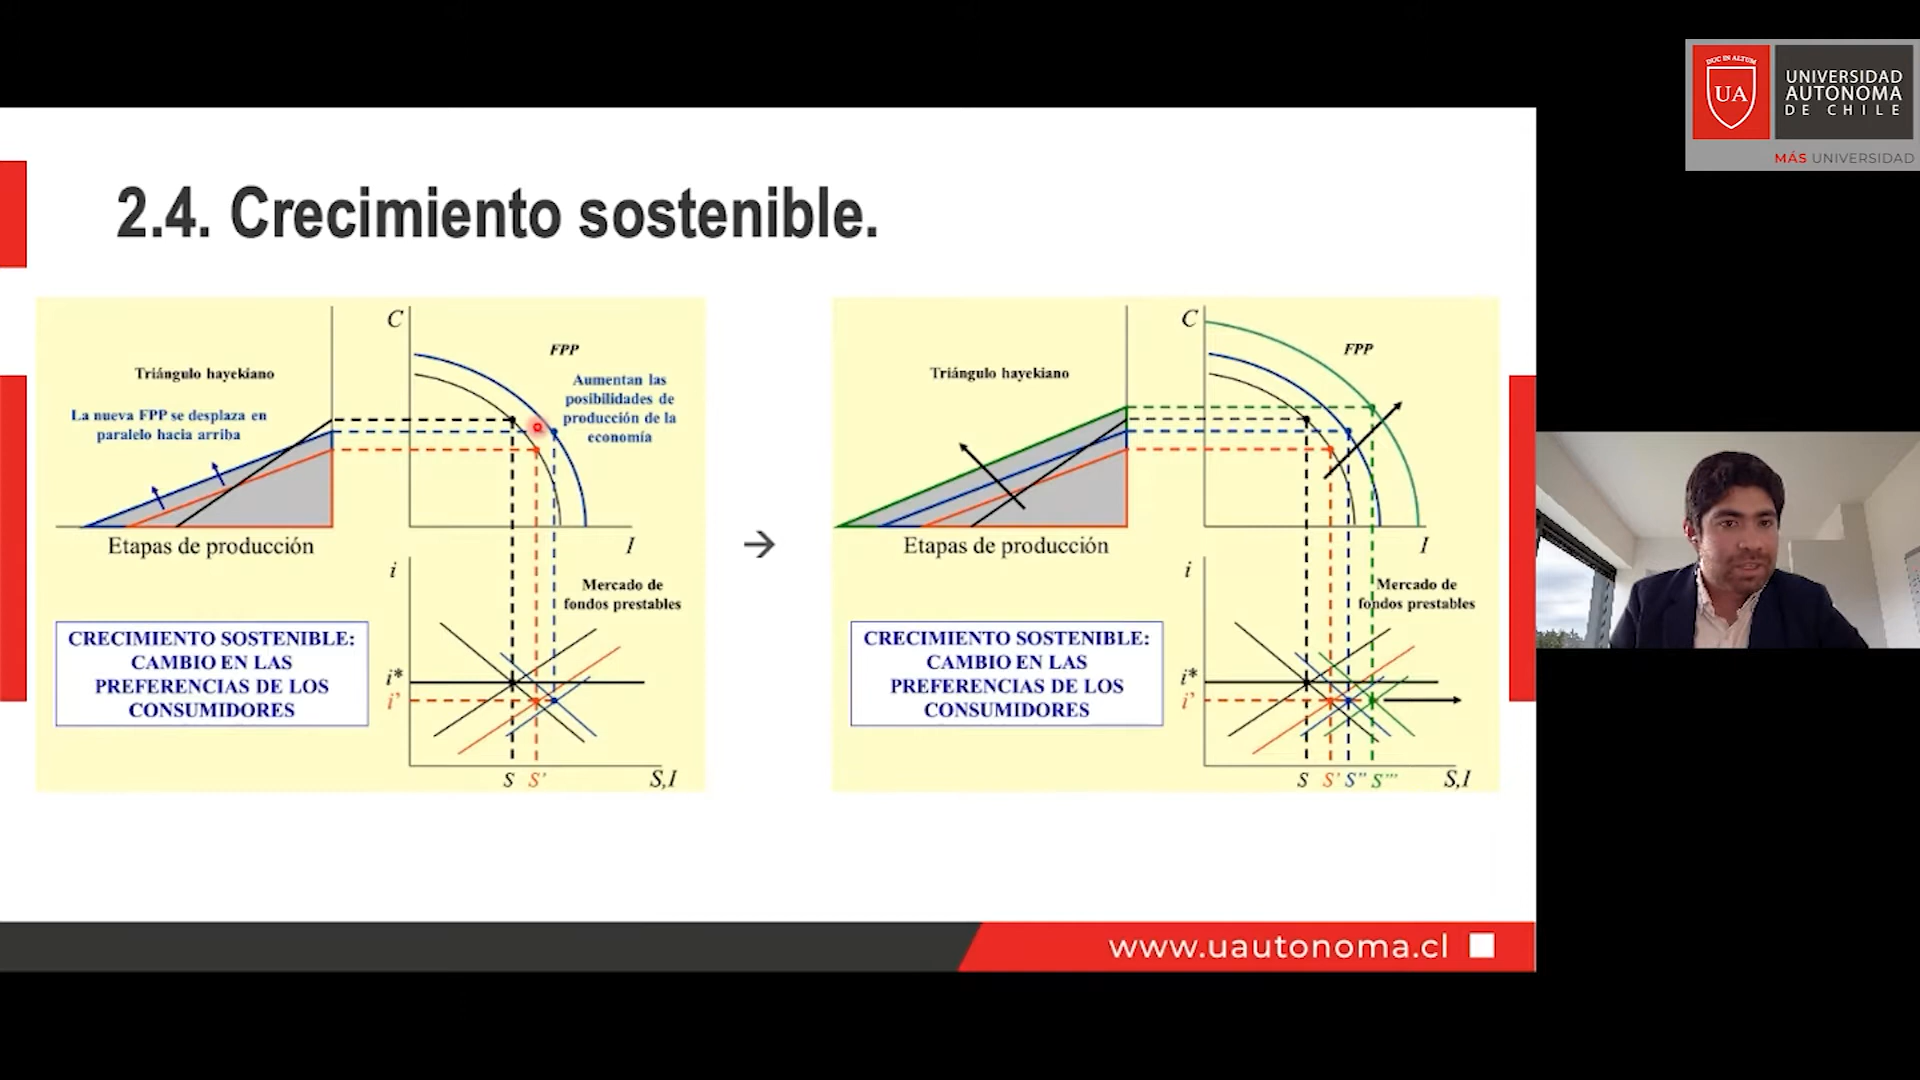 DUC IN ALTUM
UA
UNIVERSIDAD
AUTONOMA
DE CHILE
MÁS UNIVERSIDAD
2.4. Crecimiento sostenible.
C
FPP
Triángulo hayekiano
Aumentan las
posibilidades de
producción de la
economía
La nueva FPP se desplaza en
paralelo hacia arriba
Etapas de producción
I
i
Mercado de
fondos prestables
CRECIMIENTO SOSTENIBLE:
CAMBIO EN LAS
PREFERENCIAS DE LOS
CONSUMIDORES
i*
i'
S S' S,I
→
C
FPP
Triángulo hayekiano
Etapas de producción
I
i
Mercado de
fondos prestables
CRECIMIENTO SOSTENIBLE:
CAMBIO EN LAS
PREFERENCIAS DE LOS
CONSUMIDORES
i*
i'
S S' S'' S''' S,I
www.uautonoma.cl